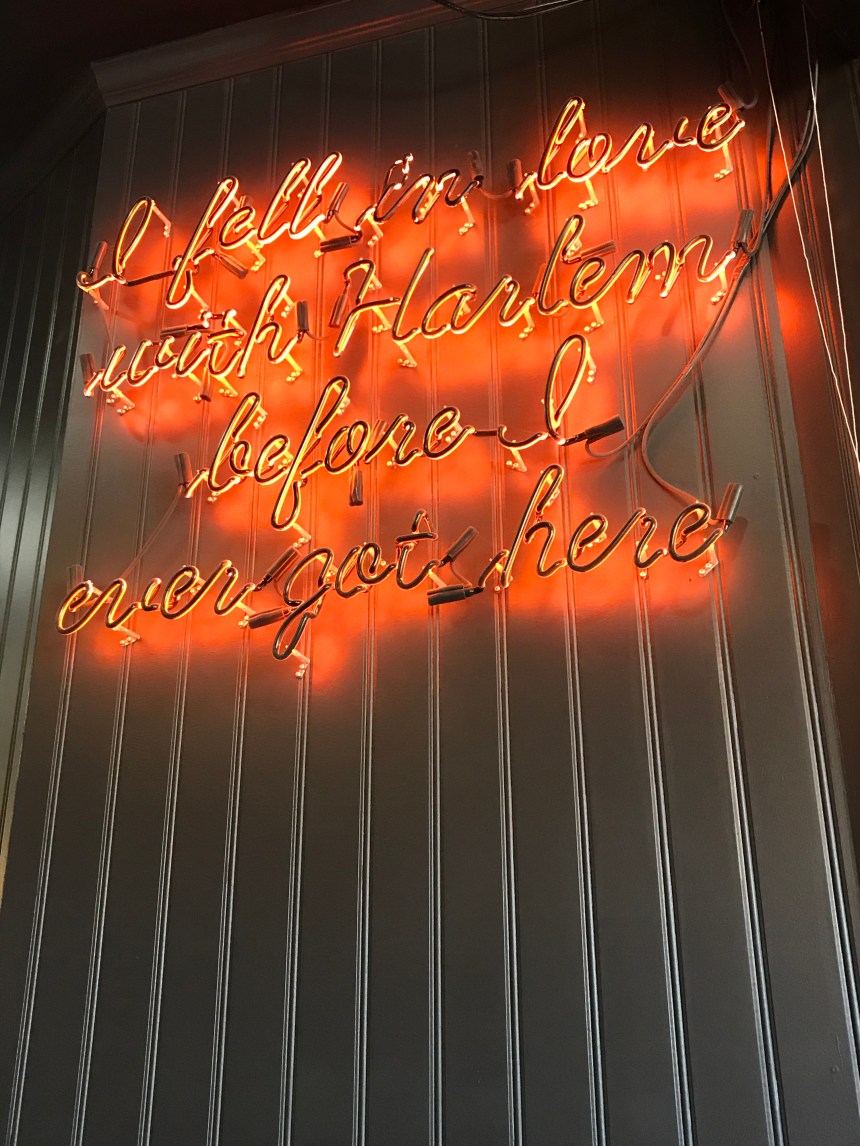 I fell in love
with Harlem
before I
ever got here